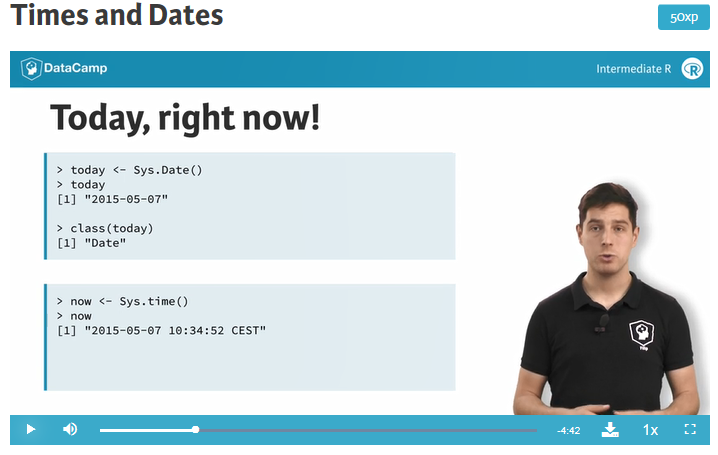 Times and Dates
50xp
DataCamp
Intermediate R
R
Today, right now!
> today <- Sys.Date()
> today
[1] "2015-05-07"
> class(today)
[1] "Date"
> now <- Sys.time()
> now
[1] "2015-05-07 10:34:52 CEST"
-4:42
1x